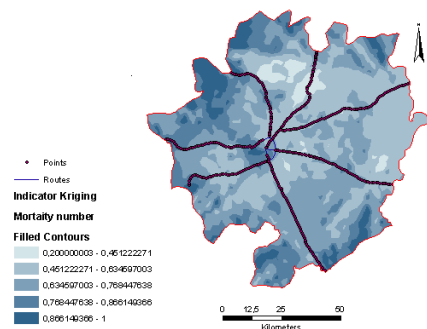 N
Points
Routes
Indicator Kriging
Mortaity number
Filled Contours
0,200000003 - 0,451222271
0,451222271 - 0,634597003
0,634597003 - 0,768447638
0,768447638 - 0,866149366
0,866149366 - 1
0 12,5 25 50
Kilometers